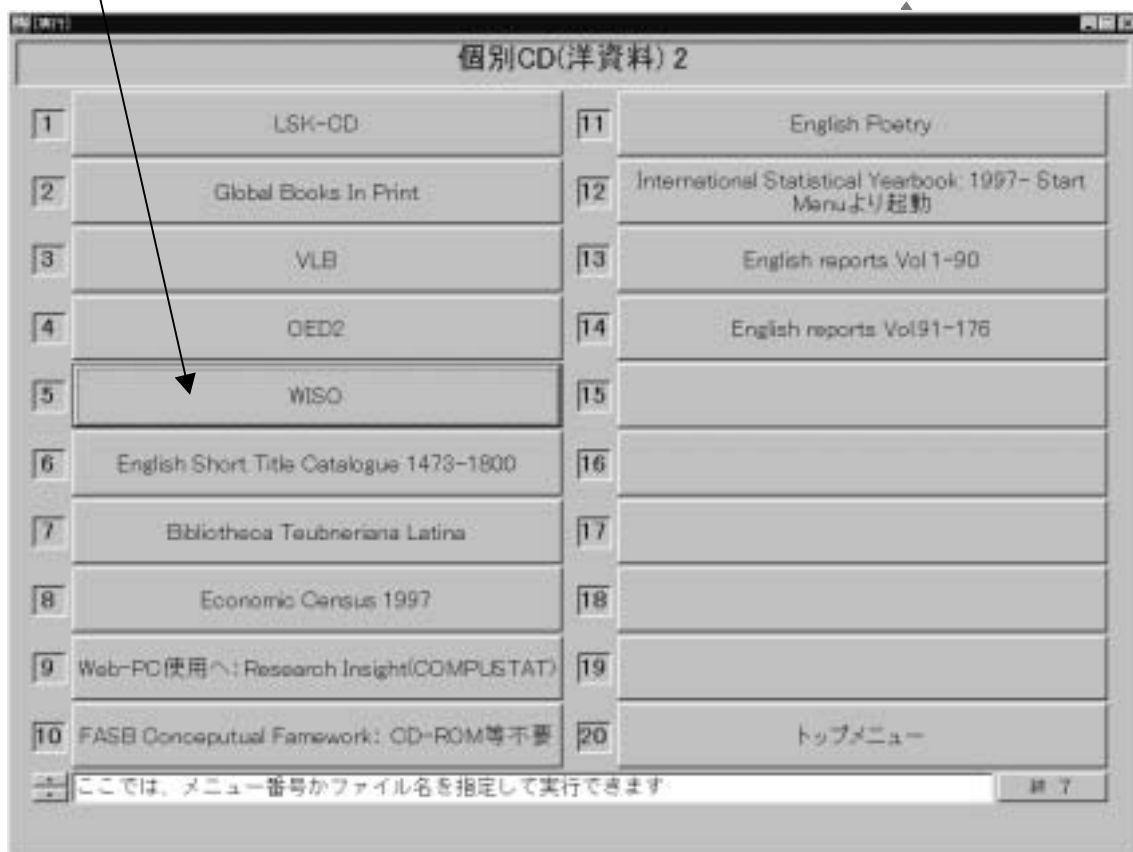 [実行]
個別CD(洋資料) 2
1 LSK-CD
2 Global Books In Print
3 VLB
4 OED2
5 WISO
6 English Short Title Catalogue 1473-1800
7 Bibliotheca Teubneriana Latina
8 Economic Census 1997
9 Web-PC使用へ:Research Insight(COMPUSTAT)
10 FASB Conceputual Famework: CD-ROM等不要
11 English Poetry
12 International Statistical Yearbook: 1997- Start
Menuより起動
13 English reports Vol 1-90
14 English reports Vol.91-176
15
16
17
18
19
20 トップメニュー
ここでは、メニュー番号かファイル名を指定して実行できます
終 了